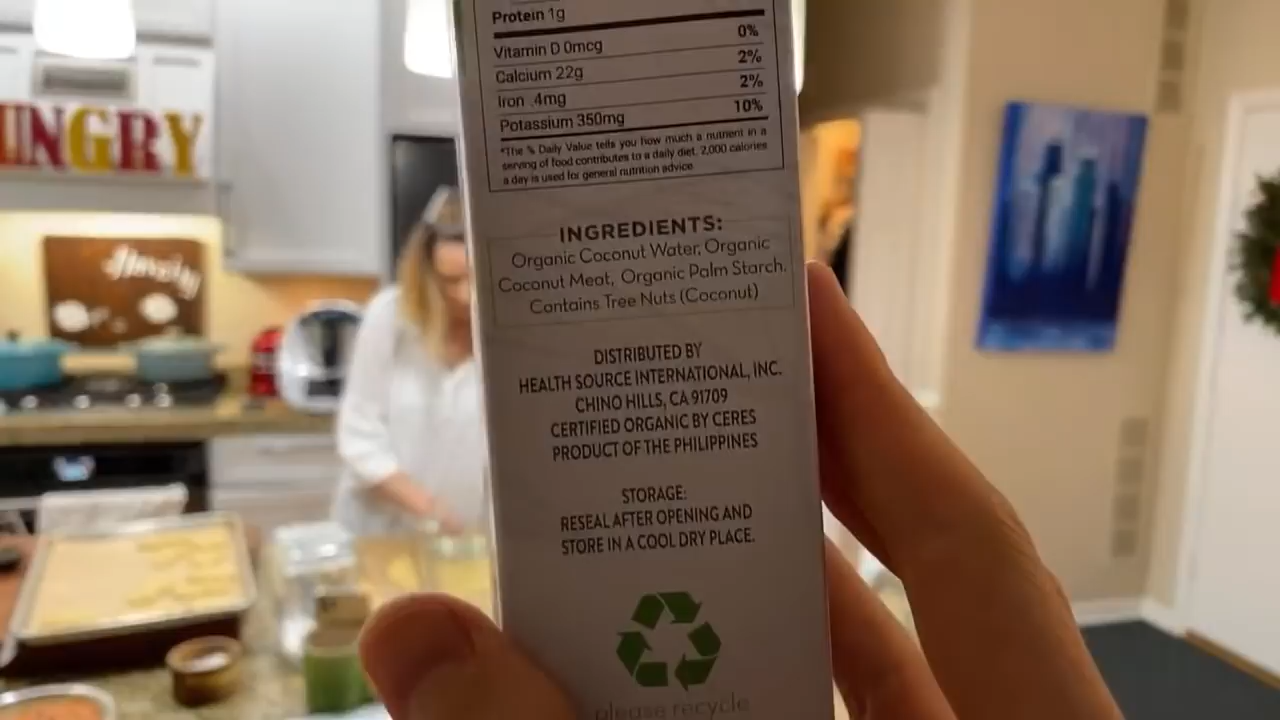 Protein 1g
Vitamin D 0mcg 0%
Calcium 22g 2%
Iron .4mg 2%
Potassium 350mg 10%
*The % Daily Value tells you how much a nutrient in a
serving of food contributes to a daily diet. 2,000 calories
a day is used for general nutrition advice
INGREDIENTS:
Organic Coconut Water, Organic
Coconut Meat, Organic Palm Starch.
Contains Tree Nuts (Coconut)
DISTRIBUTED BY
HEALTH SOURCE INTERNATIONAL, INC.
CHINO HILLS, CA 91709
CERTIFIED ORGANIC BY CERES
PRODUCT OF THE PHILIPPINES
STORAGE:
RESEAL AFTER OPENING AND
STORE IN A COOL DRY PLACE.
please recycle
UNGRY